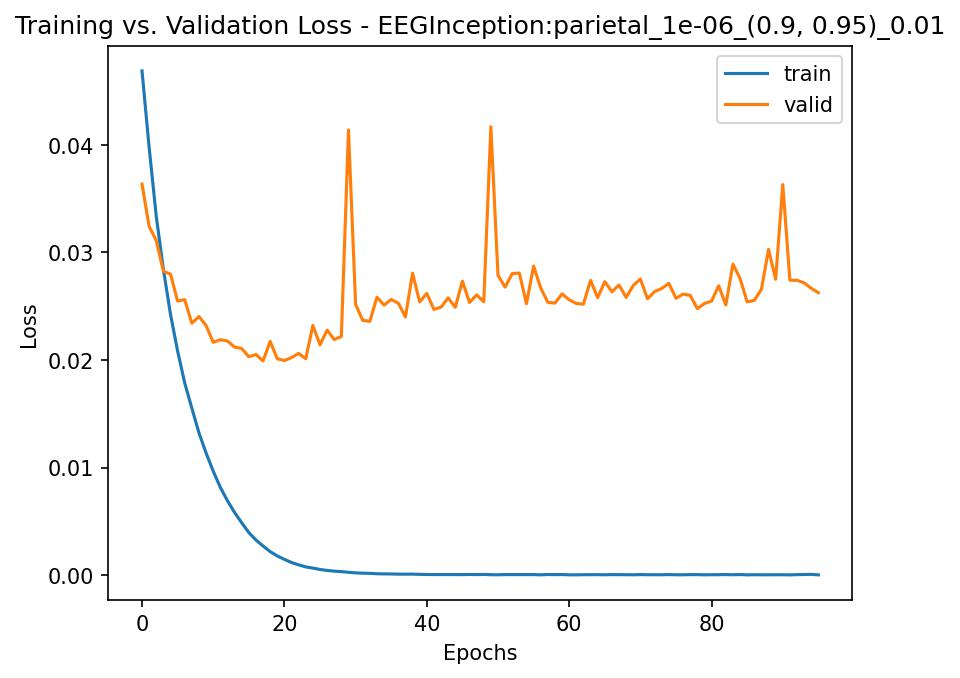 Training vs. Validation Loss - EEGInception:parietal_1e-06_(0.9, 0.95)_0.01
train
valid
Loss
0.04
0.03
0.02
0.01
0.00
0 20 40 60 80
Epochs